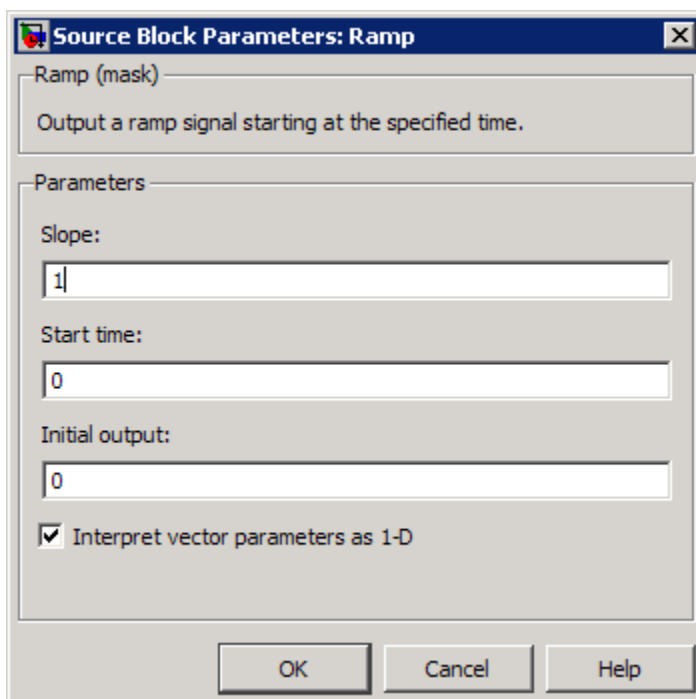 Source Block Parameters: Ramp
Ramp (mask)
Output a ramp signal starting at the specified time.
Parameters
Slope:
1
Start time:
0
Initial output:
0
Interpret vector parameters as 1-D
OK Cancel Help